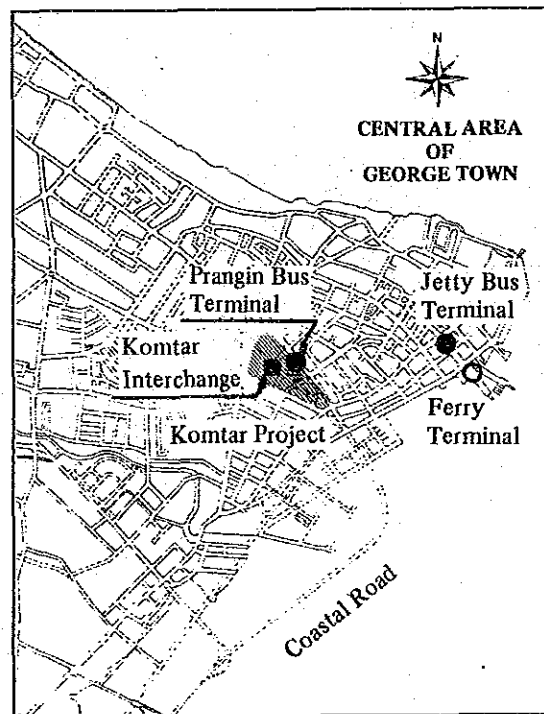 N
CENTRAL AREA
OF
GEORGE TOWN
Prangin Bus
Terminal
Jetty Bus
Terminal
Komtar
Interchange
Komtar Project
Ferry
Terminal
Coastal Road